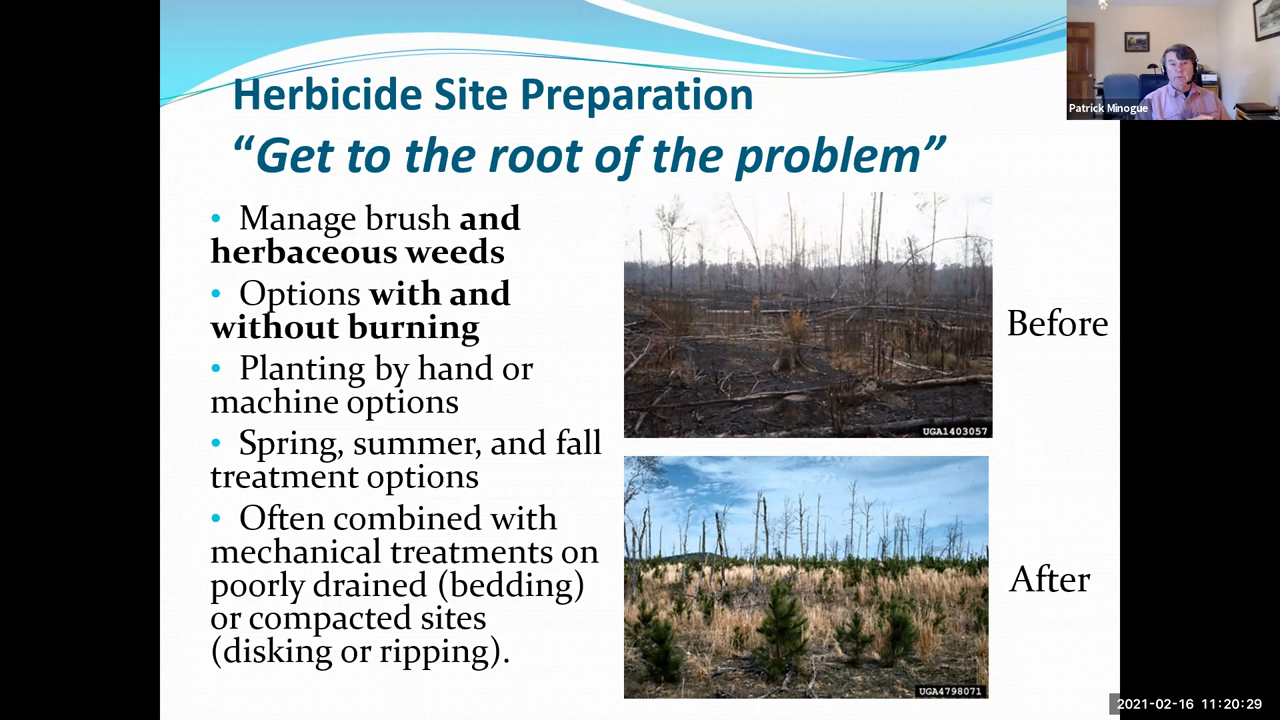 Herbicide Site Preparation
“Get to the root of the problem”
• Manage brush and
herbaceous weeds
• Options with and
without burning
• Planting by hand or
machine options
• Spring, summer, and fall
treatment options
• Often combined with
mechanical treatments on
poorly drained (bedding)
or compacted sites
(disking or ripping).
UGA1403057
Before
UGA4798071
After
Patrick Minogue
2021-02-16 11:20:29